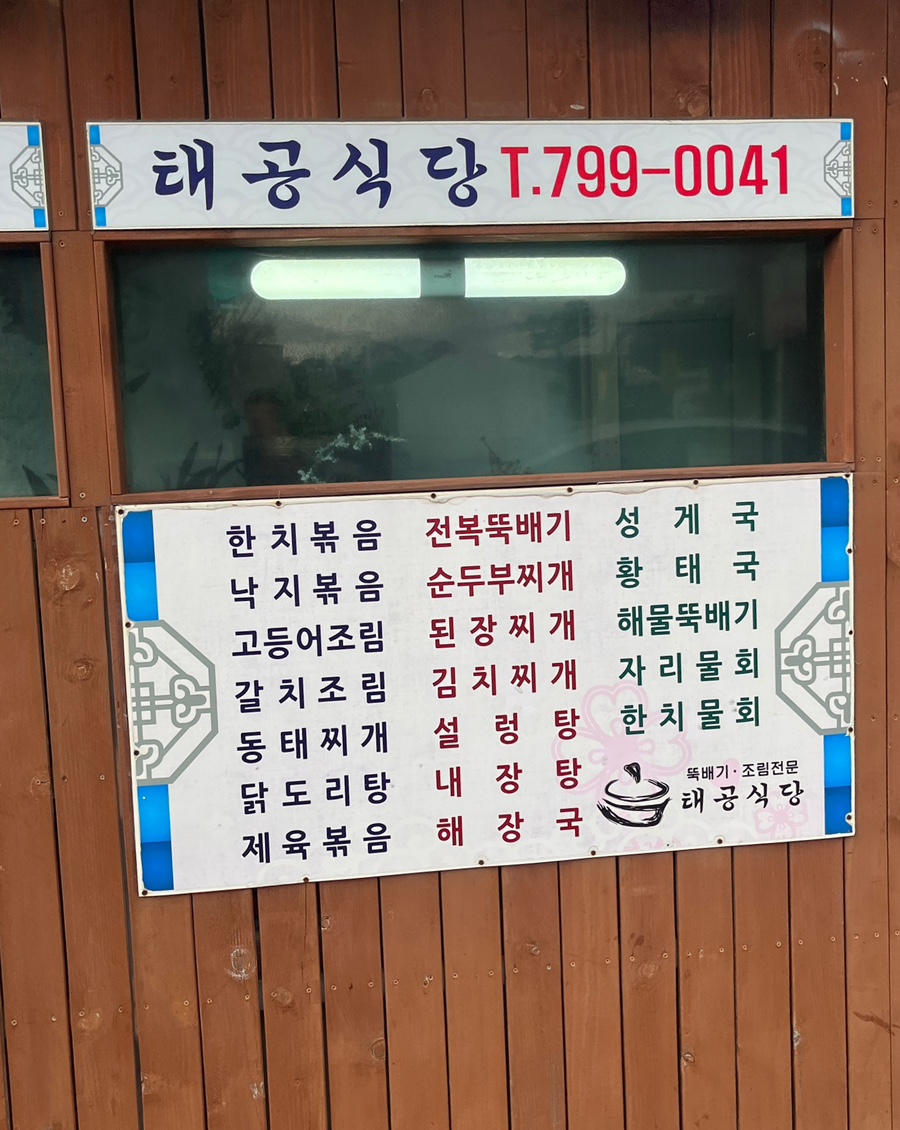 태공식당 T.799-0041
한치볶음
낙지볶음
고등어조림
갈치조림
동태찌개
닭도리탕
제육볶음
전복뚝배기
순두부찌개
된장찌개
김치찌개
설렁탕
내장탕
해장국
성게국
황태국
해물뚝배기
자리물회
한치물회
뚝배기·조림전문
태공식당